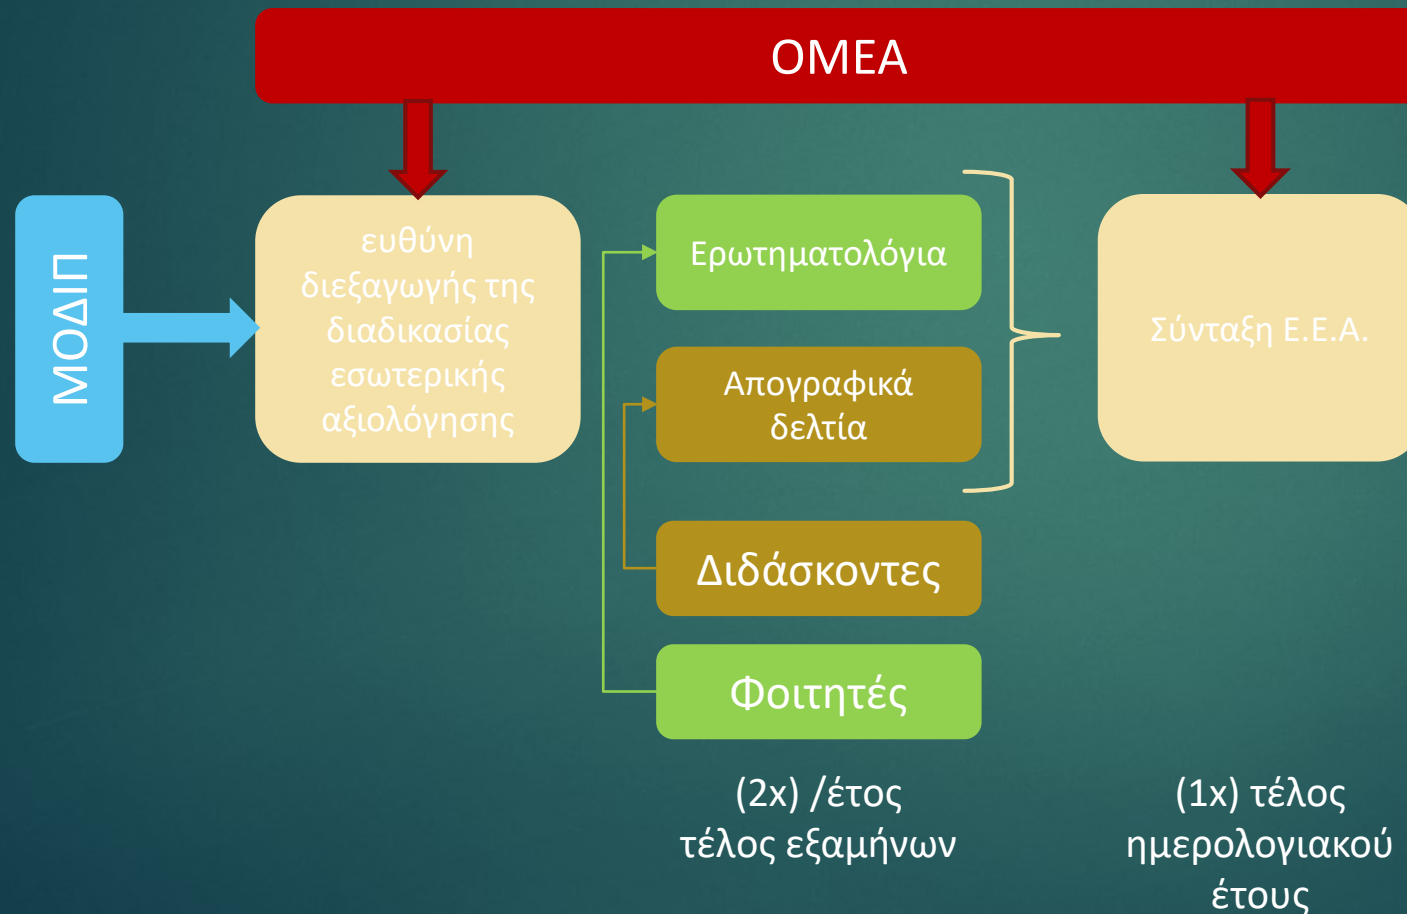 ΟΜΕΑ
ΜΟΔΙΠ
ευθύνη
διεξαγωγής της
διαδικασίας
εσωτερικής
αξιολόγησης
Ερωτηματολόγια
Απογραφικά
δελτία
Διδάσκοντες
Φοιτητές
(2x) /έτος
τέλος εξαμήνων
Σύνταξη Ε.Ε.Α.
(1x) τέλος
ημερολογιακού
έτους